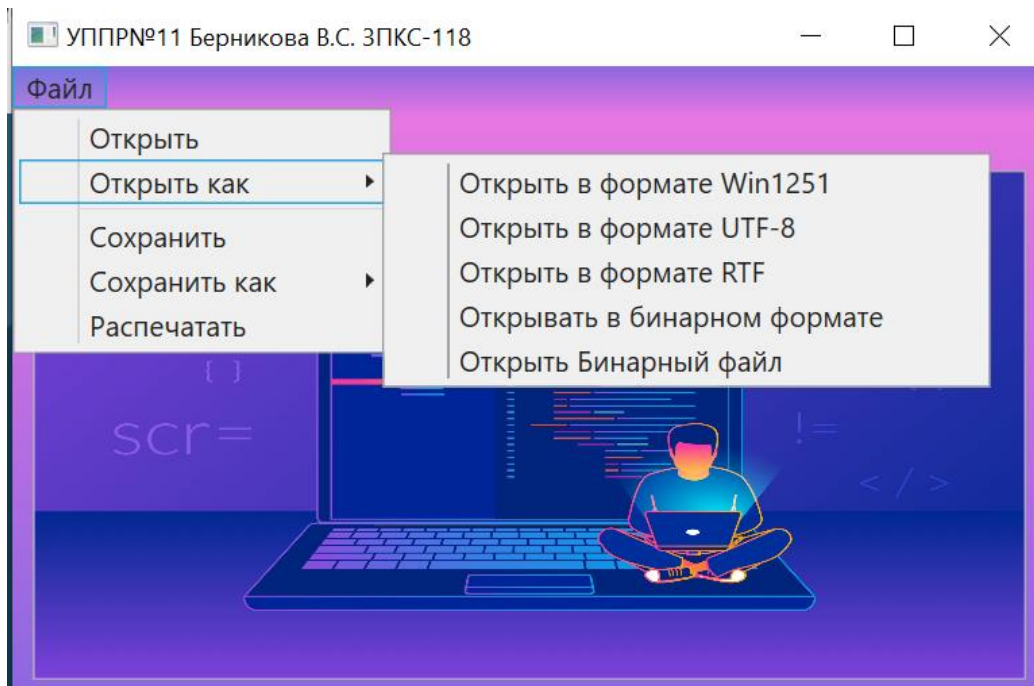 УППР№11 Берникова В.С. 3ПКС-118
Файл
Открыть
Открыть как
Сохранить
Сохранить как
Распечатать
Открыть в формате Win1251
Открыть в формате UTF-8
Открыть в формате RTF
Открывать в бинарном формате
Открыть Бинарный файл
{ }
scr=
!=
</>